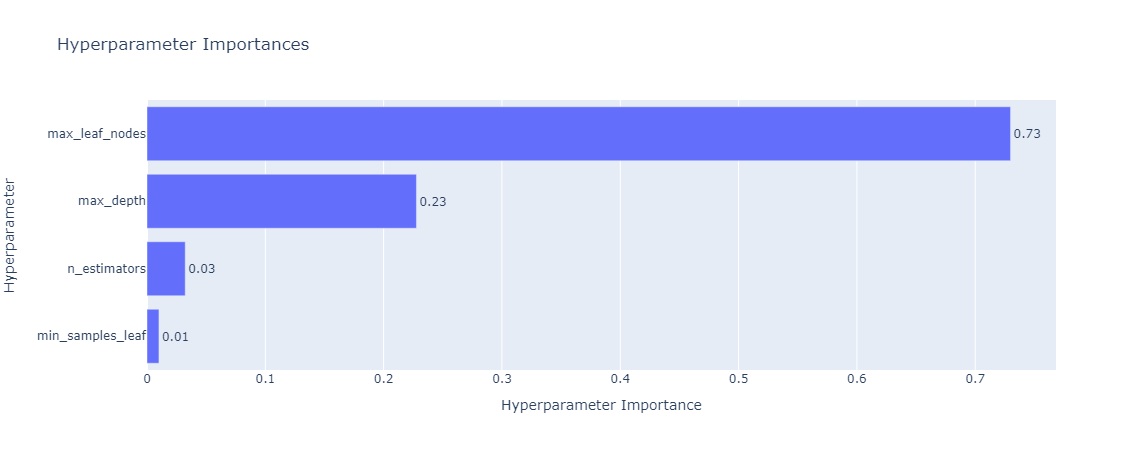 Hyperparameter Importances
Hyperparameter
max_leaf_nodes 0.73
max_depth 0.23
n_estimators 0.03
min_samples_leaf 0.01
0 0.1 0.2 0.3 0.4 0.5 0.6 0.7
Hyperparameter Importance